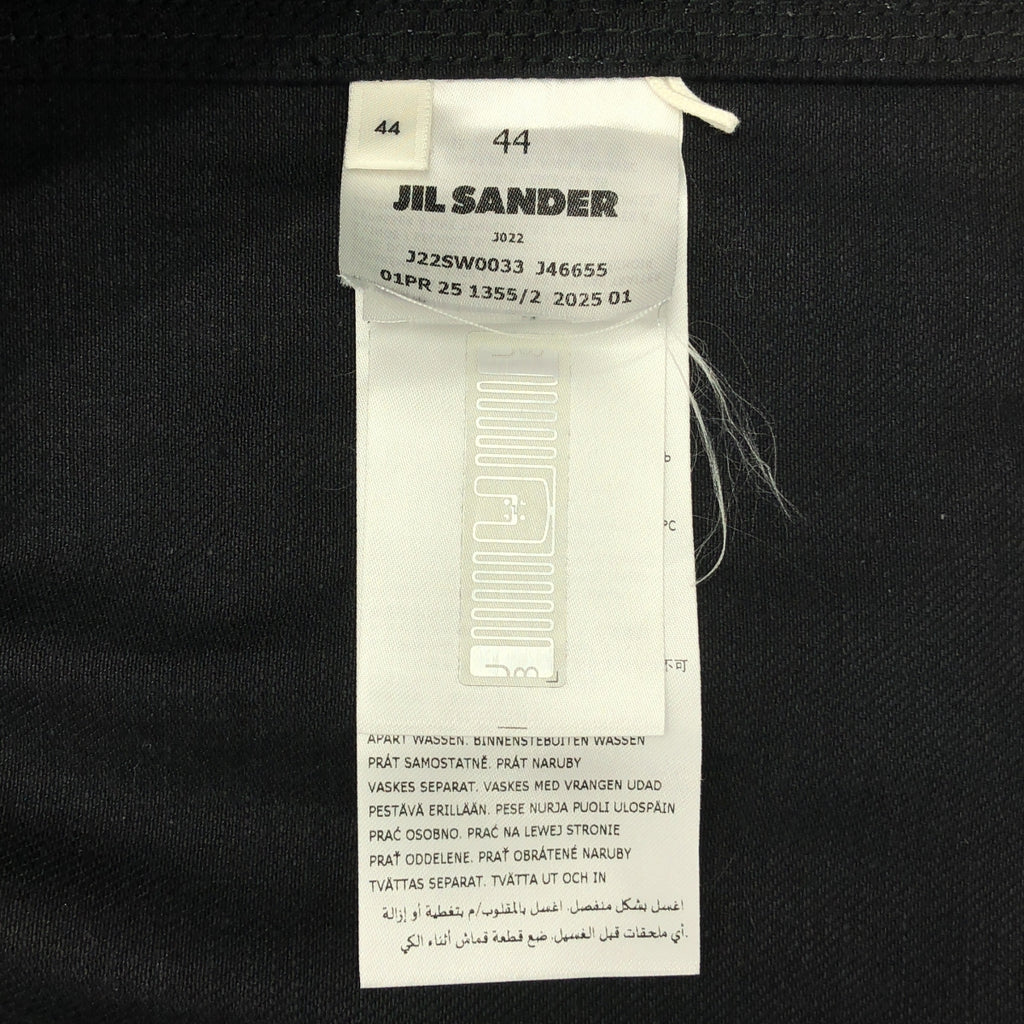 44
44
JIL SANDER
J022
J22SW0033 J46655
01PR 25 1355/2 2025 01
PC
不可
APART WASSEN. BINNENSTEBUITEN WASSEN
PRÁT SAMOSTATNĚ. PRÁT NARUBY
VASKES SEPARAT. VASKES MED VRANGEN UDAD
PESTÄVÄ ERILLÄÄN. PESE NURJA PUOLI ULOSPÄIN
PRAĆ OSOBNO. PRAĆ NA LEWEJ STRONIE
PRAŤ ODDELENE. PRAŤ OBRÁTENÉ NARUBY
TVÄTTAS SEPARAT. TVÄTTA UT OCH IN
اغسل بشكل منفصل. اغسل بالمقلوب/م بتغطية أو إزالة
أي ملحقات قبل الغسيل. ضع قطعة قماش أثناء الكي.